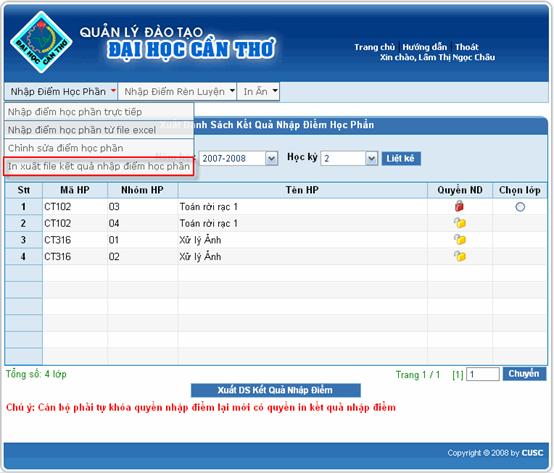 QUẢN LÝ ĐÀO TẠO
ĐẠI HỌC CẦN THƠ
ĐẠI HỌC
CẦN THƠ
Trang chủ Hướng dẫn Thoát
Xin chào, Lâm Thị Ngọc Châu
Nhập Điểm Học Phần Nhập Điểm Rèn Luyện In Ấn
Nhập điểm học phần trực tiếp
Nhập điểm học phần từ file excel
Xuất Danh Sách Kết Quả Nhập Điểm Học Phần
Chỉnh sửa điểm học phần
In xuất file kết quả nhập điểm học phần
2007-2008 Học kỳ 2 Liệt kê
Stt Mã HP Nhóm HP Tên HP Quyền ND Chọn lớp
1 CT102 03 Toán rời rạc 1
2 CT102 04 Toán rời rạc 1
3 CT316 01 Xử lý Ảnh
4 CT316 02 Xử lý Ảnh
Tổng số: 4 lớp Trang 1 / 1 [1] 1 Chuyển
Xuất DS Kết Quả Nhập Điểm
Chú ý: Cán bộ phải tự khóa quyền nhập điểm lại mới có quyền in kết quả nhập điểm
Copyright © 2008 by CUSC